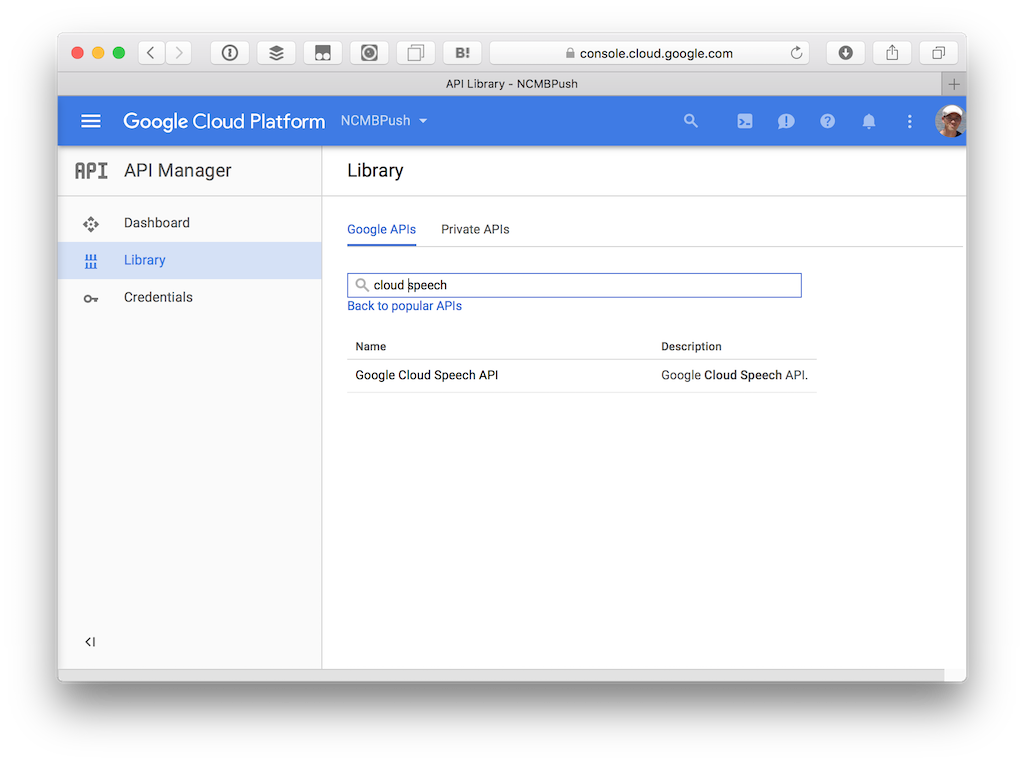 B!
console.cloud.google.com
API Library - NCMBPush
Google Cloud Platform NCMBPush
API API Manager
Library
Dashboard
Library
Credentials
Google APIs Private APIs
cloud speech
Back to popular APIs
Name Description
Google Cloud Speech API Google Cloud Speech API.